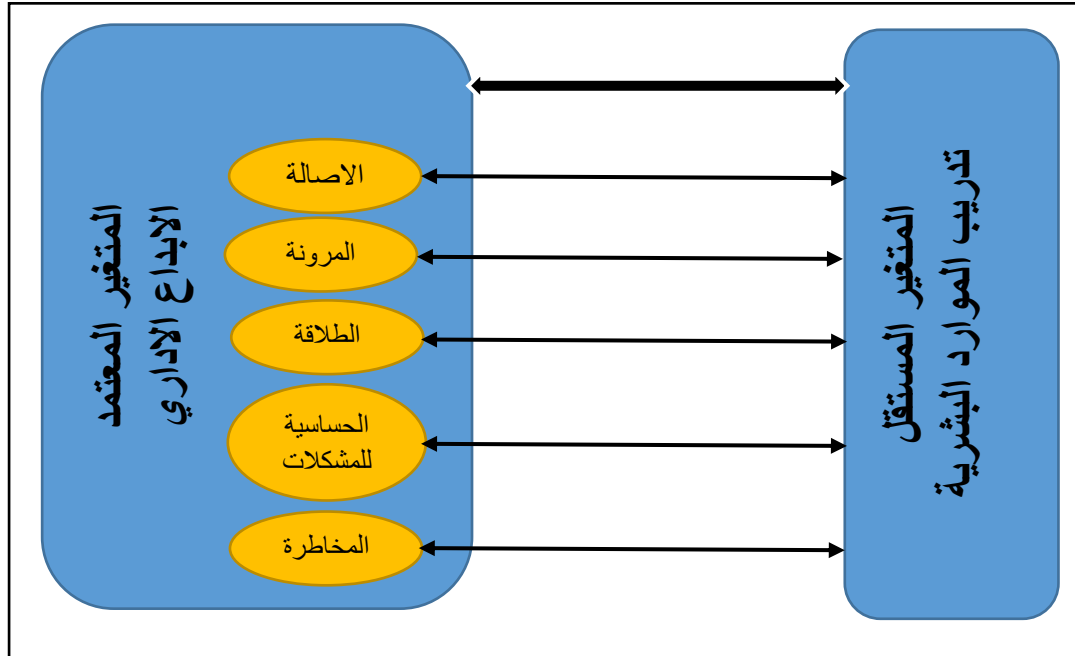 المتغير المستقل
تدريب الموارد البشرية
الاصالة
المرونة
الطلاقة
الحساسية
للمشكلات
المخاطرة
المتغير المعتمد
الابداع الاداري